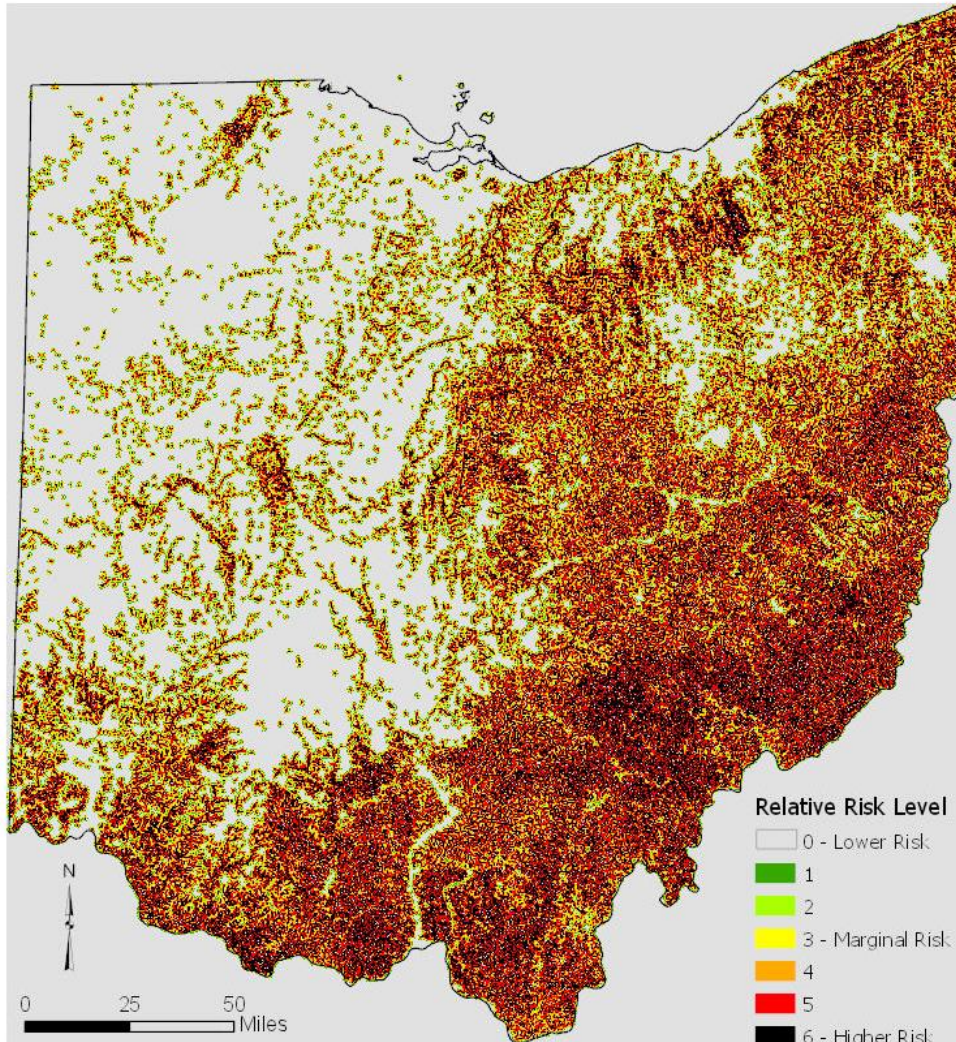 N
0 25 50
Miles
Relative Risk Level
0 - Lower Risk
1
2
3 - Marginal Risk
4
5
6 - Higher Risk